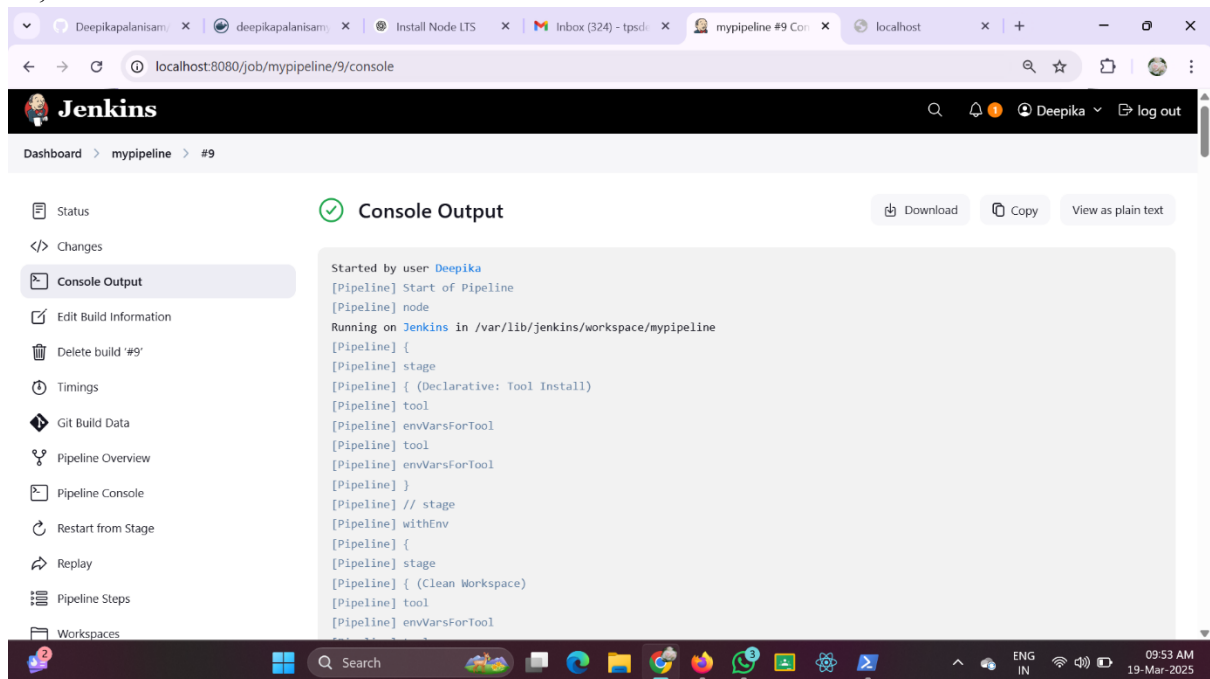 Deepikapalanisam
deepikapalanisamy
Install Node LTS
Inbox (324) - tpsde
mypipeline #9 Con
localhost
localhost:8080/job/mypipeline/9/console
Jenkins
1
Deepika
log out
Dashboard > mypipeline > #9
Status
Changes
Console Output
Edit Build Information
Delete build '#9'
Timings
Git Build Data
Pipeline Overview
Pipeline Console
Restart from Stage
Replay
Pipeline Steps
Workspaces
Console Output
Download
Copy
View as plain text
Started by user Deepika
[Pipeline] Start of Pipeline
[Pipeline] node
Running on Jenkins in /var/lib/jenkins/workspace/mypipeline
[Pipeline] {
[Pipeline] stage
[Pipeline] { (Declarative: Tool Install)
[Pipeline] tool
[Pipeline] envVarsForTool
[Pipeline] tool
[Pipeline] envVarsForTool
[Pipeline] }
[Pipeline] // stage
[Pipeline] withEnv
[Pipeline] {
[Pipeline] stage
[Pipeline] { (Clean Workspace)
[Pipeline] tool
[Pipeline] envVarsForTool
2
Search
3
ENG
IN
09:53 AM
19-Mar-2025